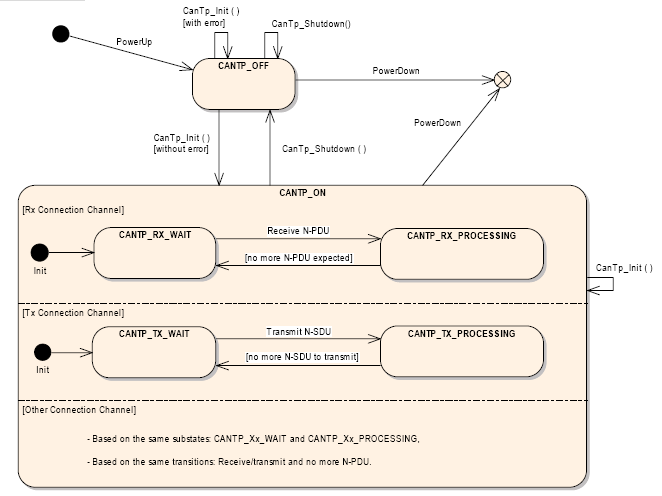 CanTp_Init ( )
[with error]
CanTp_Shutdown()
PowerUp
CANTP_OFF
PowerDown
PowerDown
CanTp_Init ( )
[without error]
CanTp_Shutdown ( )
CANTP_ON
[Rx Connection Channel]
CANTP_RX_WAIT
Receive N-PDU
CANTP_RX_PROCESSING
[no more N-PDU expected]
Init
CanTp_Init ( )
[Tx Connection Channel]
CANTP_TX_WAIT
Transmit N-SDU
CANTP_TX_PROCESSING
[no more N-SDU to transmit]
Init
[Other Connection Channel]
- Based on the same substates: CANTP_Xx_WAIT and CANTP_Xx_PROCESSING,
- Based on the same transitions: Receive/transmit and no more N-PDU.